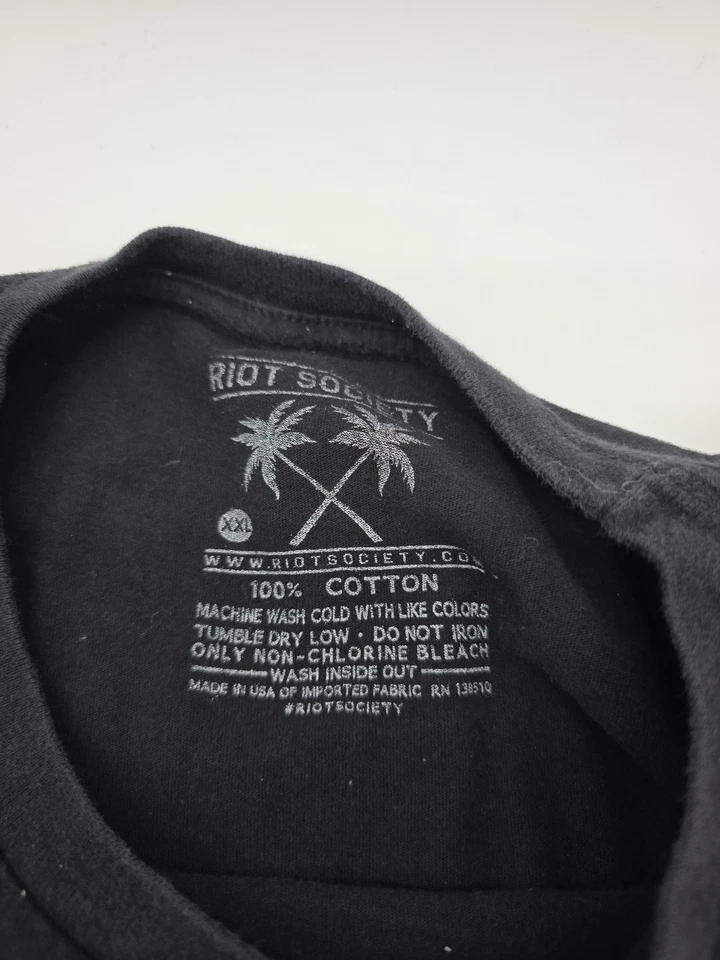 RIOT SOCIETY
XXL
WWW.RIOTSOCIETY.COM
100% COTTON
MACHINE WASH COLD WITH LIKE COLORS
TUMBLE DRY LOW · DO NOT IRON
ONLY NON-CHLORINE BLEACH
WASH INSIDE OUT
MADE IN USA OF IMPORTED FABRIC RN 138510
#RIOTSOCIETY